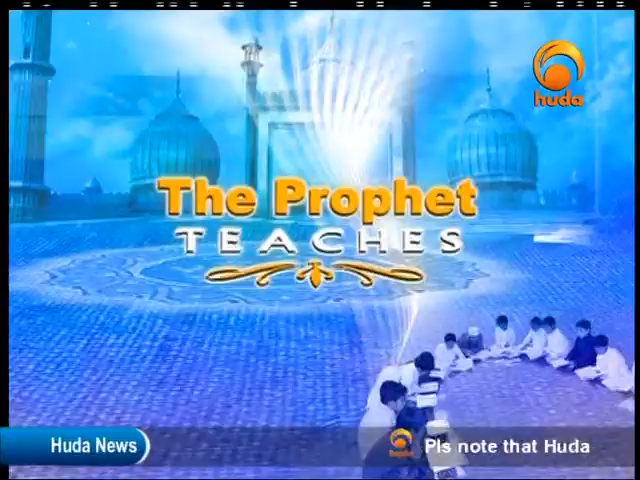 huda
The Prophet
TEACHES
Huda News
Pls note that Huda